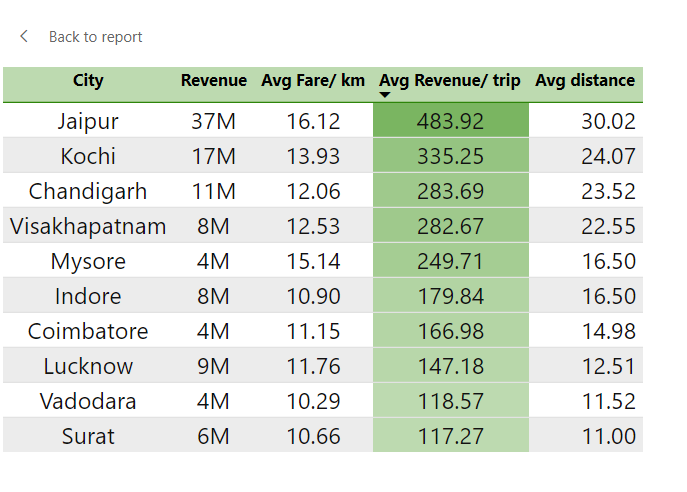 Back to report
City Revenue Avg Fare/ km Avg Revenue/ trip Avg distance
Jaipur 37M 16.12 483.92 30.02
Kochi 17M 13.93 335.25 24.07
Chandigarh 11M 12.06 283.69 23.52
Visakhapatnam 8M 12.53 282.67 22.55
Mysore 4M 15.14 249.71 16.50
Indore 8M 10.90 179.84 16.50
Coimbatore 4M 11.15 166.98 14.98
Lucknow 9M 11.76 147.18 12.51
Vadodara 4M 10.29 118.57 11.52
Surat 6M 10.66 117.27 11.00